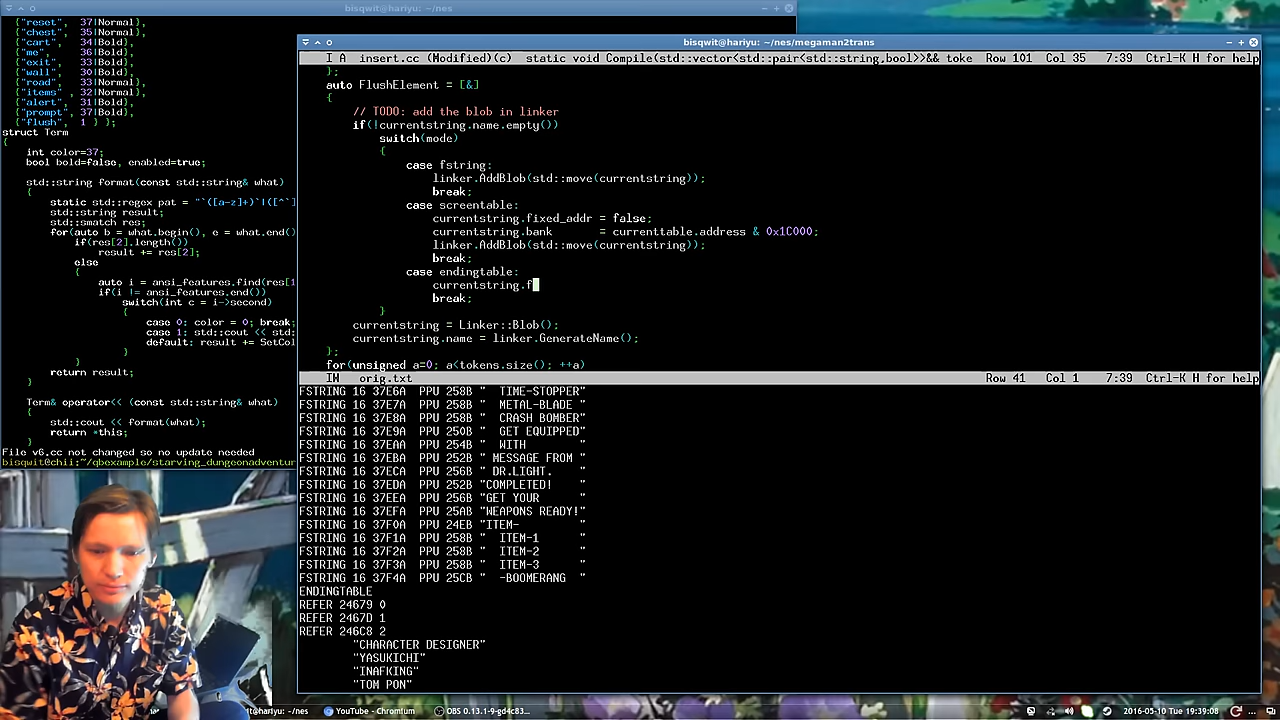 bisqwit@hariyu: ~/nes
{"reset",  37|Normal},
{"chest",  35|Normal},
{"cart",   34|Bold},
{"me",     36|Bold},
{"exit",   33|Bold},
{"wall",   30|Bold},
{"road",   33|Normal},
{"items" , 32|Normal},
{"alert",  31|Bold},
{"prompt", 37|Bold},
{"flush",  1 } };
struct Term
{
int color=37;
bool bold=false, enabled=true;
std::string format(const std::string& what)
{
static std::regex pat = "`([a-z]+)`|([^`]
std::string result;
std::smatch res;
for(auto b = what.begin(), e = what.end()
if(res[2].length())
result += res[2];
else
{
auto i = ansi_features.find(res[1
if(i != ansi_features.end())
switch(int c = i->second)
{
case 0: color = 0; break;
case 1: std::cout << std:
default: result += SetCol
}
}
return result;
}
Term& operator<< (const std::string& what)
{
std::cout << format(what);
return *this;
}
File v6.cc not changed so no update needed
bisqwit@chii:~/qbexample/starving_dungeonadventur
bisqwit@hariyu: ~/nes/megaman2trans
I A  insert.cc (Modified)(c)  static void Compile(std::vector<std::pair<std::string,bool>>&& toke  Row 101  Col 35  7:39  Ctrl-K H for help
};
auto FlushElement = [&]
{
// TODO: add the blob in linker
if(!currentstring.name.empty())
switch(mode)
{
case fstring:
linker.AddBlob(std::move(currentstring));
break;
case screentable:
currentstring.fixed_addr = false;
currentstring.bank       = currenttable.address & 0x1C000;
linker.AddBlob(std::move(currentstring));
break;
case endingtable:
currentstring.f
break;
}
currentstring = Linker::Blob();
currentstring.name = linker.GenerateName();
};
for(unsigned a=0; a<tokens.size(); ++a)
IW   orig.txt  Row 41   Col 1   7:39  Ctrl-K H for help
FSTRING 16 37E6A  PPU 258B "  TIME-STOPPER"
FSTRING 16 37E7A  PPU 258B "  METAL-BLADE "
FSTRING 16 37E8A  PPU 258B "  CRASH BOMBER"
FSTRING 16 37E9A  PPU 250B "  GET EQUIPPED"
FSTRING 16 37EAA  PPU 254B "  WITH        "
FSTRING 16 37EBA  PPU 252B " MESSAGE FROM "
FSTRING 16 37ECA  PPU 256B " DR.LIGHT.    "
FSTRING 16 37EDA  PPU 252B "COMPLETED!    "
FSTRING 16 37EEA  PPU 256B "GET YOUR      "
FSTRING 16 37EFA  PPU 25AB "WEAPONS READY!"
FSTRING 16 37F0A  PPU 24EB "ITEM-         "
FSTRING 16 37F1A  PPU 258B "  ITEM-1      "
FSTRING 16 37F2A  PPU 258B "  ITEM-2      "
FSTRING 16 37F3A  PPU 258B "  ITEM-3      "
FSTRING 16 37F4A  PPU 25CB "  -BOOMERANG  "
ENDINGTABLE
REFER 24679 0
REFER 2467D 1
REFER 246C8 2
"CHARACTER DESIGNER"
"YASUKICHI"
"INAFKING"
"TOM PON"
wit@hariyu: ~/nes
YouTube - Chromium
OBS 0.13.1-9-gd4c83...
2016-05-10 Tue 19:39:08